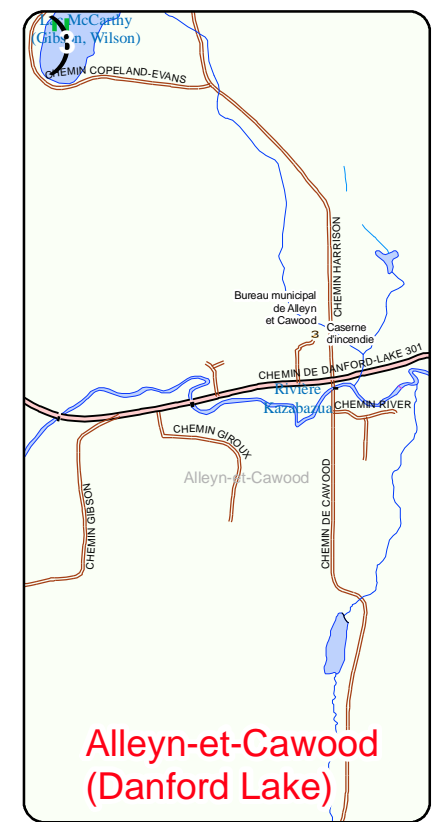 Lac McCarthy
(Gibson, Wilson)
CHEMIN COPELAND-EVANS
CHEMIN HARRISON
Bureau municipal
de Alleyn
et Cawood
3
Caserne
d'incendie
CHEMIN DE DANFORD-LAKE 301
Rivière
Kazabazua
CHEMIN RIVER
CHEMIN GIROUX
Alleyn-et-Cawood
CHEMIN GIBSON
CHEMIN DE CAWOOD
Alleyn-et-Cawood
(Danford Lake)